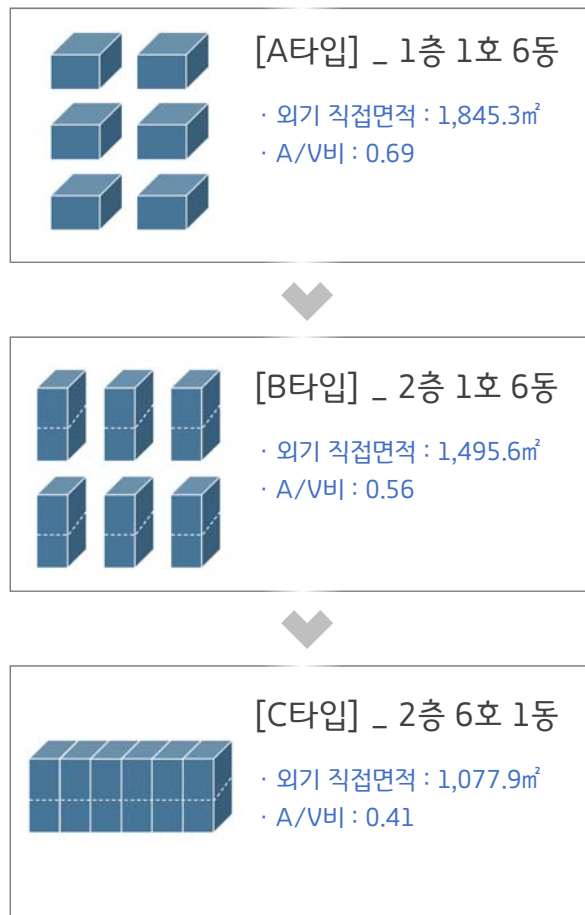 [A타입] _ 1층 1호 6동
· 외기 직접면적 : 1,845.3㎡
· A/V비 : 0.69
[B타입] _ 2층 1호 6동
· 외기 직접면적 : 1,495.6㎡
· A/V비 : 0.56
[C타입] _ 2층 6호 1동
· 외기 직접면적 : 1,077.9㎡
· A/V비 : 0.41